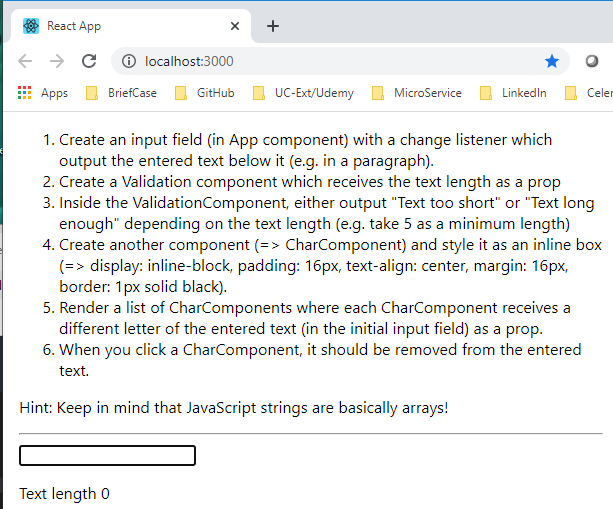 React App
localhost:3000
Apps BriefCase GitHub UC-Ext/Udemy MicroService LinkedIn Celer
1. Create an input field (in App component) with a change listener which
output the entered text below it (e.g. in a paragraph).
2. Create a Validation component which receives the text length as a prop
3. Inside the ValidationComponent, either output "Text too short" or "Text long
enough" depending on the text length (e.g. take 5 as a minimum length)
4. Create another component (=> CharComponent) and style it as an inline box
(=> display: inline-block, padding: 16px, text-align: center, margin: 16px,
border: 1px solid black).
5. Render a list of CharComponents where each CharComponent receives a
different letter of the entered text (in the initial input field) as a prop.
6. When you click a CharComponent, it should be removed from the entered
text.
Hint: Keep in mind that JavaScript strings are basically arrays!
Text length 0